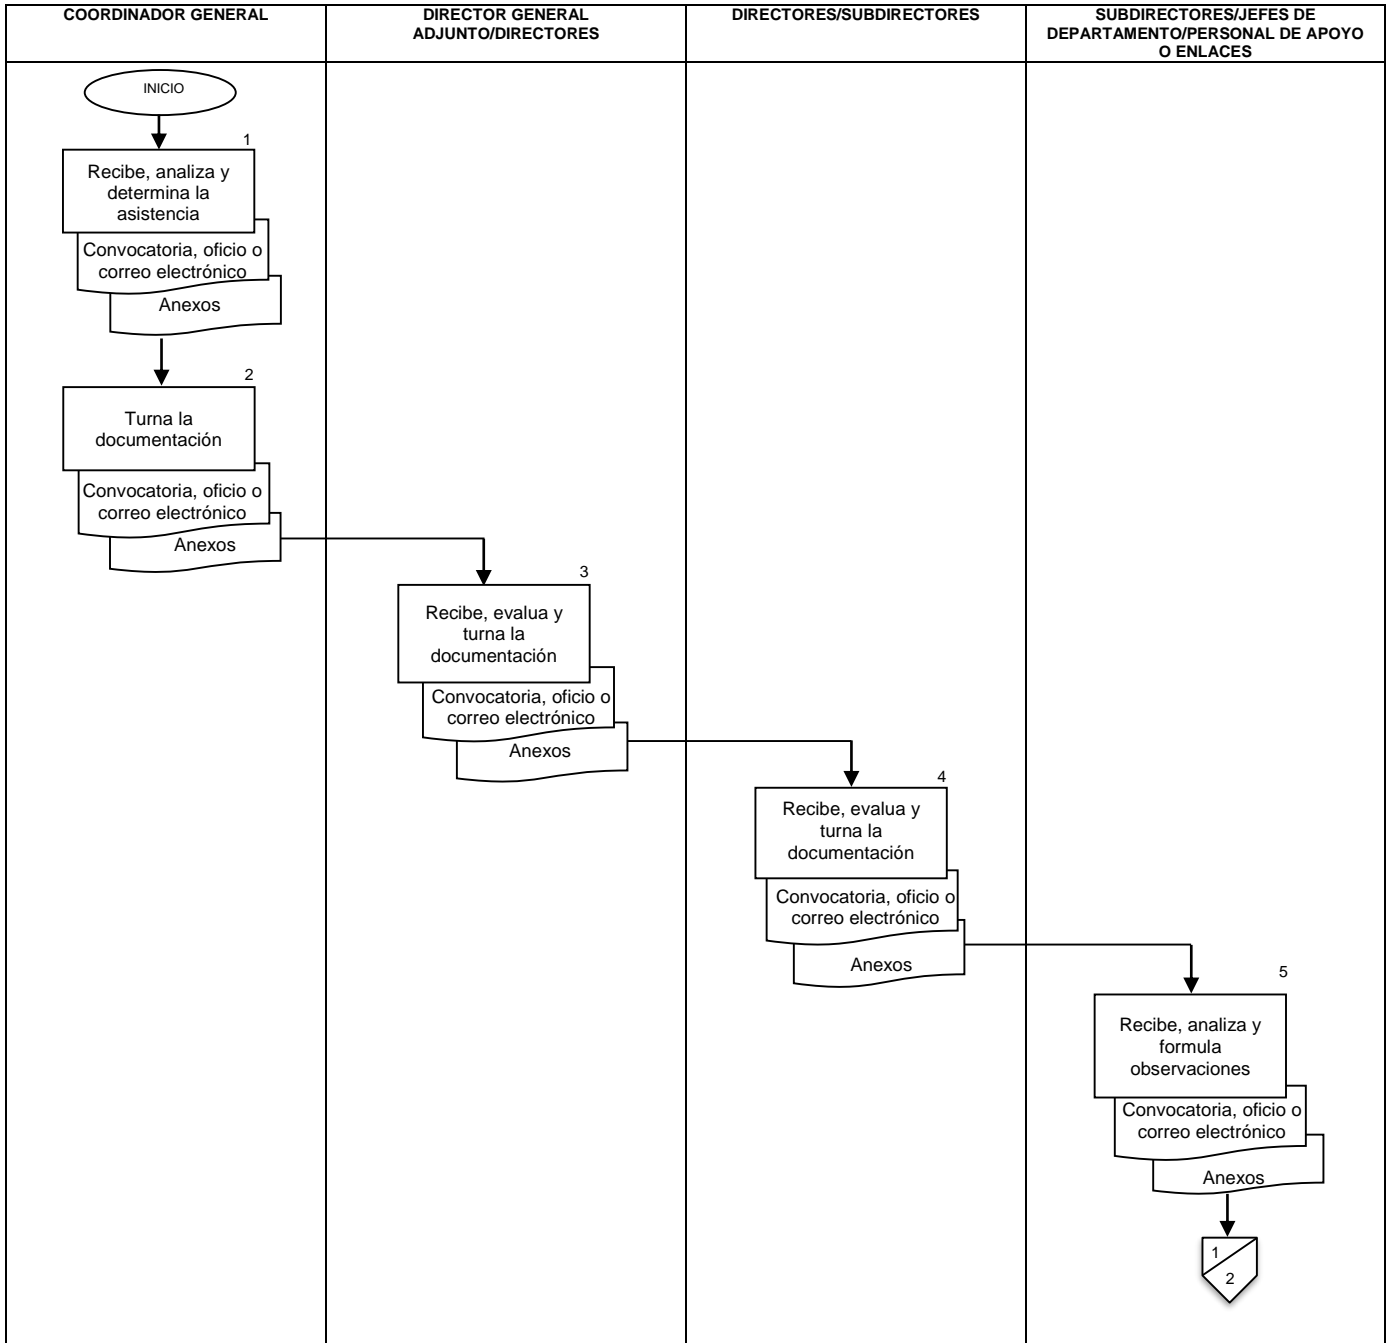 COORDINADOR GENERAL
DIRECTOR GENERAL
ADJUNTO/DIRECTORES
DIRECTORES/SUBDIRECTORES
SUBDIRECTORES/JEFES DE
DEPARTAMENTO/PERSONAL DE APOYO
O ENLACES
INICIO
1
Recibe, analiza y
determina la
asistencia
Convocatoria, oficio o
correo electrónico
Anexos
2
Turna la
documentación
Convocatoria, oficio o
correo electrónico
Anexos
3
Recibe, evalua y
turna la
documentación
Convocatoria, oficio o
correo electrónico
Anexos
4
Recibe, evalua y
turna la
documentación
Convocatoria, oficio o
correo electrónico
Anexos
5
Recibe, analiza y
formula
observaciones
Convocatoria, oficio o
correo electrónico
Anexos
1
2